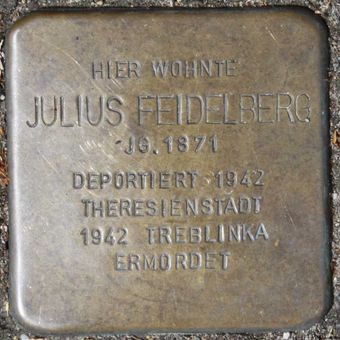 HIER WOHNTE
JULIUS FEIDELBERG
JG. 1871
DEPORTIERT 1942
THERESIENSTADT
1942 TREBLINKA
ERMORDET